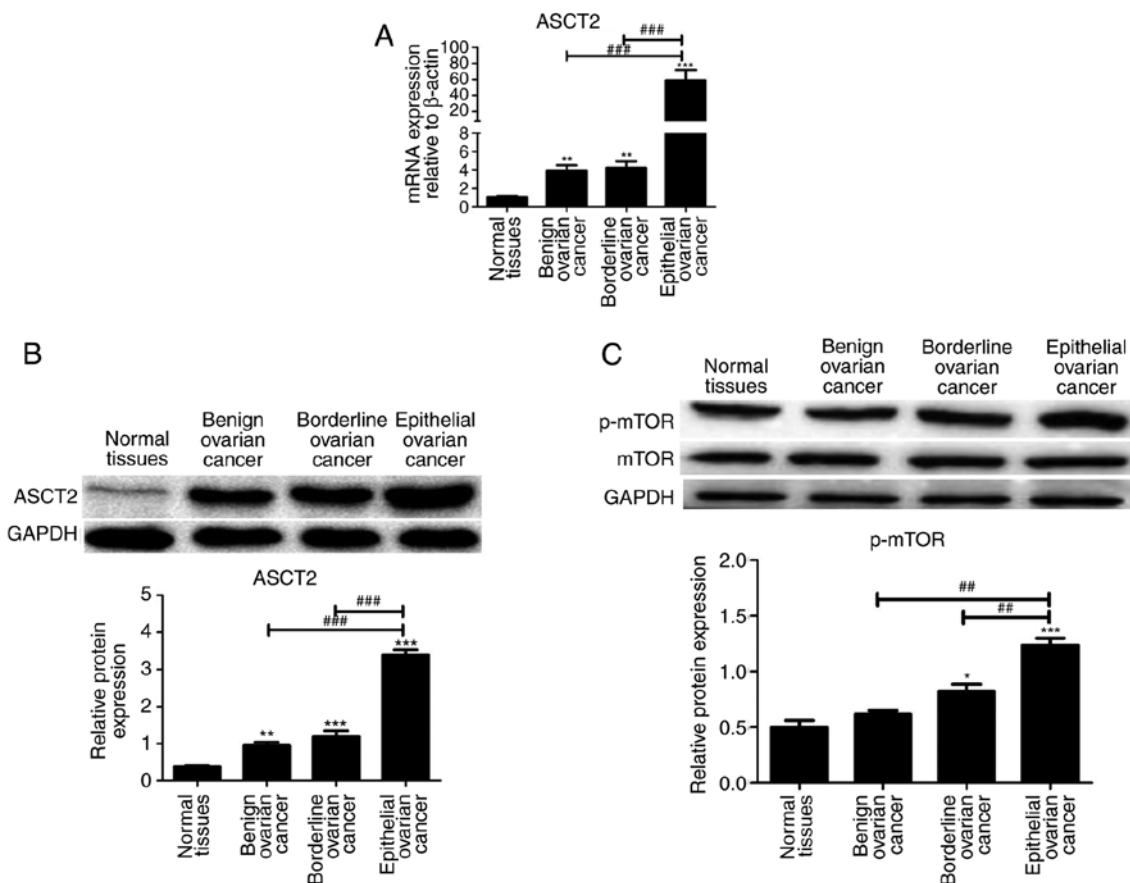 A
ASCT2
###
###
mRNA expression
relative to β-actin
100
80
60
40
20
8
6
4
2
0
**
**
***
Normal
tissues
Benign
ovarian
cancer
Borderline
ovarian
cancer
Epithelial
ovarian
cancer
B
Normal
tissues
Benign
ovarian
cancer
Borderline
ovarian
cancer
Epithelial
ovarian
cancer
ASCT2
GAPDH
ASCT2
###
###
Relative protein
expression
5
4
3
2
1
0
**
***
***
Normal
tissues
Benign
ovarian
cancer
Borderline
ovarian
cancer
Epithelial
ovarian
cancer
C
Normal
tissues
Benign
ovarian
cancer
Borderline
ovarian
cancer
Epithelial
ovarian
cancer
p-mTOR
mTOR
GAPDH
p-mTOR
##
##
Relative protein expression
2.0
1.5
1.0
0.5
0.0
*
***
Normal
tissues
Benign
ovarian
cancer
Borderline
ovarian
cancer
Epithelial
ovarian
cancer